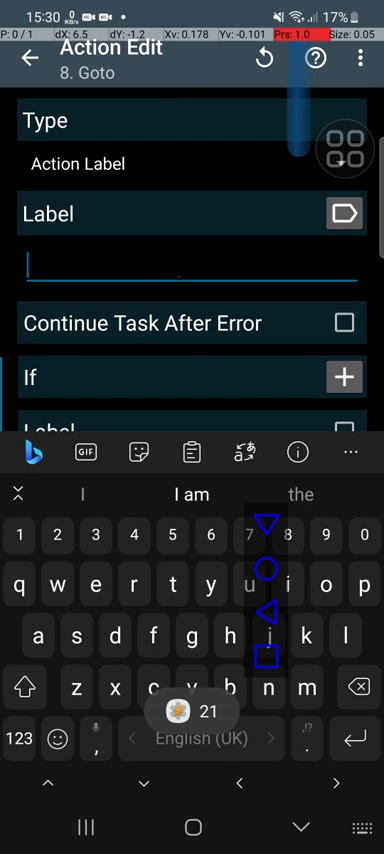 15:30 0 KB/s 17%
P: 0 / 1 dX: 6.5 dY: -1.2 Xv: 0.178 Yv: -0.101 Prs: 1.0 Size: 0.05
Action Edit
8. Goto
Type
Action Label
Label
Continue Task After Error
If
Label
GIF
I I am the
1 2 3 4 5 6 7 8 9 0
q w e r t y u i o p
a s d f g h j k l
z x c v b n m
21
123 , English (UK) ,!? .